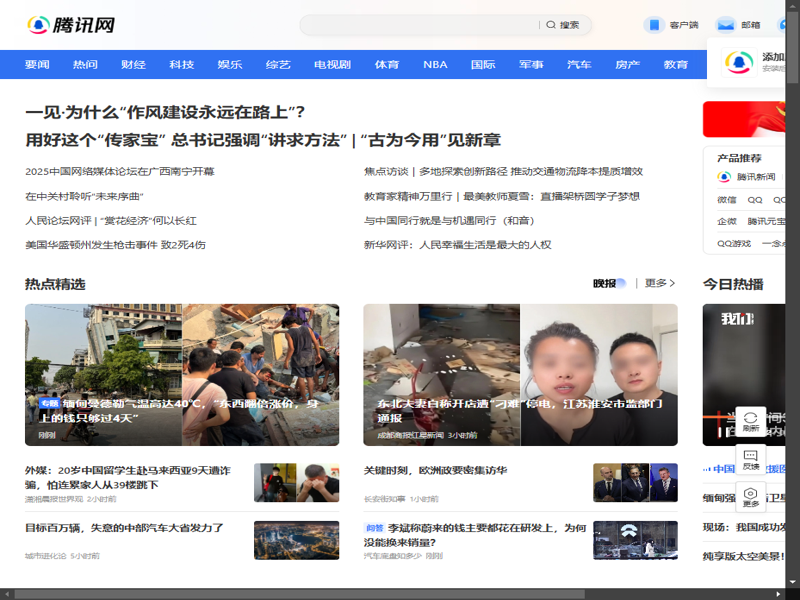 腾讯网
搜索
客户端
邮箱
要闻 热问 财经 科技 娱乐 综艺 电视剧 体育 NBA 国际 军事 汽车 房产 教育
添加
一见·为什么“作风建设永远在路上”?
用好这个“传家宝” 总书记强调“讲求方法” | “古为今用”见新章
2025中国网络媒体论坛在广西南宁开幕
在中关村聆听“未来序曲”
人民论坛网评 | “赏花经济”何以长红
美国华盛顿州发生枪击事件 致2死4伤
焦点访谈｜多地探索创新路径 推动交通物流降本提质增效
教育家精神万里行｜最美教师夏雪：直播架桥圆学子梦想
与中国同行就是与机遇同行（和音）
新华网评：人民幸福生活是最大的人权
产品推荐
腾讯新闻
微信 QQ
企微 腾讯元宝
QQ游戏
热点精选
晚报
更多
专题 缅甸曼德勒气温高达40℃，“东西翻倍涨价，身
上的钱只够过4天”
刚刚
东北夫妻自称开店遭“刁难”停电，江苏淮安市监部门
通报
成都商报红星新闻 3小时前
外媒：20岁中国留学生赴马来西亚9天遭诈
骗，怕连累家人从39楼跳下
潇湘晨报世界观 2小时前
关键时刻，欧洲政要密集访华
长安街知事 1小时前
目标百万辆，失意的中部汽车大省发力了
城市进化论 5小时前
问答 李斌称蔚来的钱主要都花在研发上，为何
没能换来销量?
汽车底盘知多少 刚刚
今日热播
我们
刷新
反馈
更多
现场：我国成功发
纯享版太空美景!